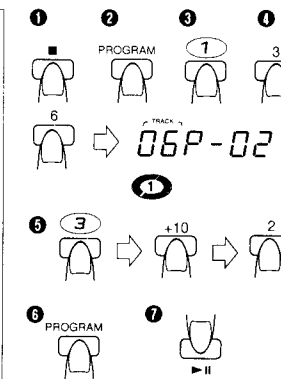 1 2 3 4
■ PROGRAM 1 3
6 TRACK
06P-02
1
5 3 +10 2
6 7
PROGRAM
►II